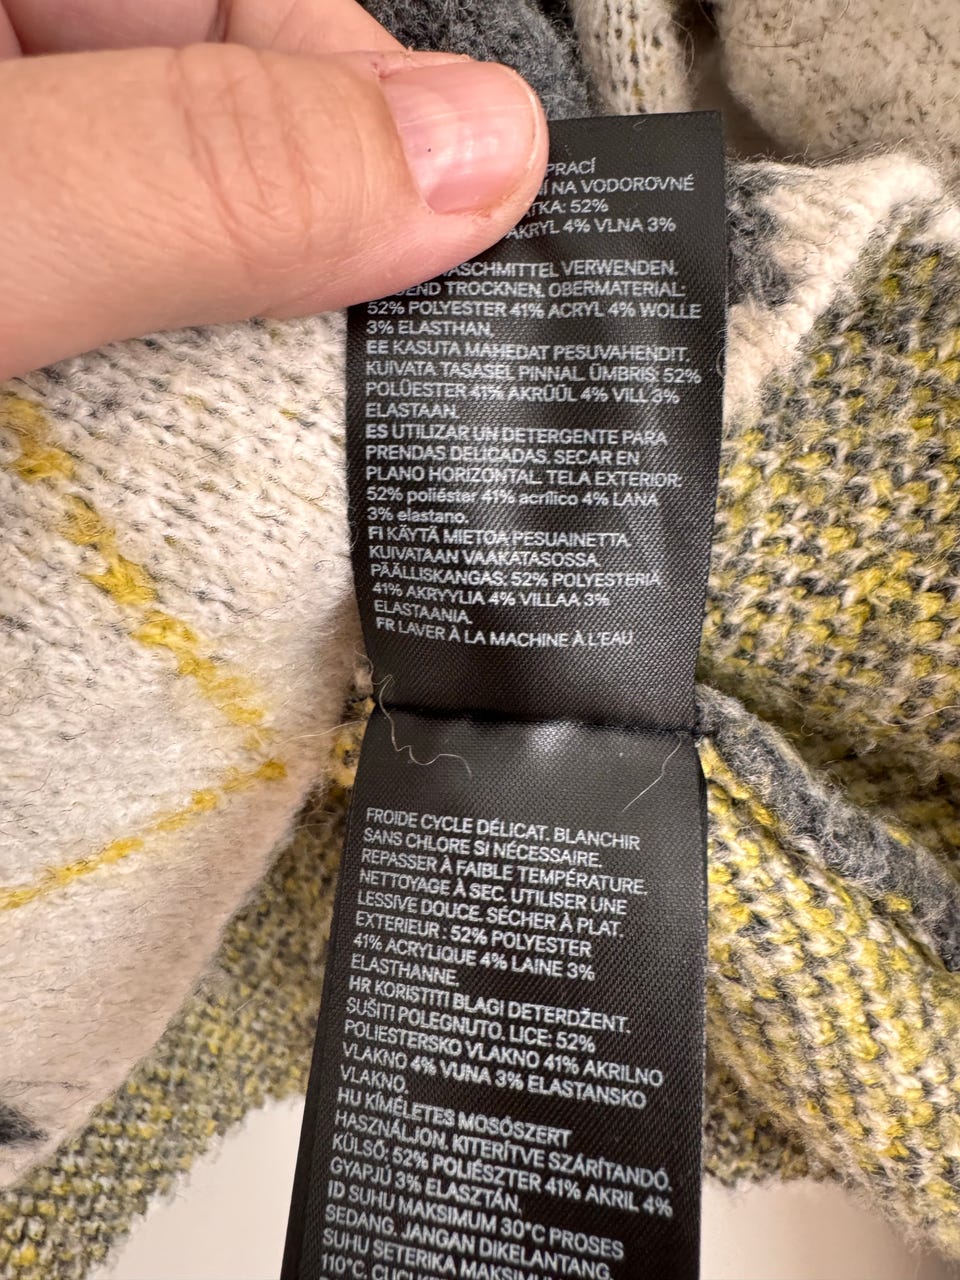 PRACÍ
NA VODOROVNÉ
52%
AKRYL 4% VLNA 3%
VERWENDEN.
TROCKNEN. OBERMATERIAL:
52% POLYESTER 41% ACRYL 4% WOLLE
3% ELASTHAN.
EE KASUTA MAHEDAT PESUVAHENDIT.
KUIVATA TASASEL PINNAL. ÜMBRIS: 52%
POLÜESTER 41% AKRÜÜL 4% VILL 3%
ELASTAAN.
ES UTILIZAR UN DETERGENTE PARA
PRENDAS DELICADAS. SECAR EN
PLANO HORIZONTAL. TELA EXTERIOR:
52% poliéster 41% acrílico 4% LANA
3% elastano.
FI KÄYTÄ MIETOA PESUAINETTA.
KUIVATAAN VAAKATASOSSA.
PÄÄLLISKANGAS: 52% POLYESTERIÄ
41% AKRYYLIA 4% VILLAA 3%
ELASTAANIA.
FR LAVER À LA MACHINE À L'EAU
FROIDE CYCLE DÉLICAT. BLANCHIR
SANS CHLORE SI NÉCESSAIRE.
REPASSER À FAIBLE TEMPÉRATURE.
NETTOYAGE À SEC. UTILISER UNE
LESSIVE DOUCE. SÉCHER À PLAT.
EXTERIEUR : 52% POLYESTER
41% ACRYLIQUE 4% LAINE 3%
ELASTHANNE.
HR KORISTITI BLAGI DETERDŽENT.
SUŠITI POLEGNUTO. LICE: 52%
POLIESTERSKO VLAKNO 41% AKRILNO
VLAKNO 4% VUNA 3% ELASTANSKO
VLAKNO.
HU KÍMÉLETES MOSÓSZERT
HASZNÁLJON. KITERÍTVE SZÁRÍTANDÓ.
KÜLSŐ: 52% POLIÉSZTER 41% AKRIL 4%
GYAPJÚ 3% ELASZTÁN.
ID SUHU MAKSIMUM 30°C PROSES
SEDANG. JANGAN DIKELANTANG.
SUHU SETERIKA MAKSIMUM
110°C.